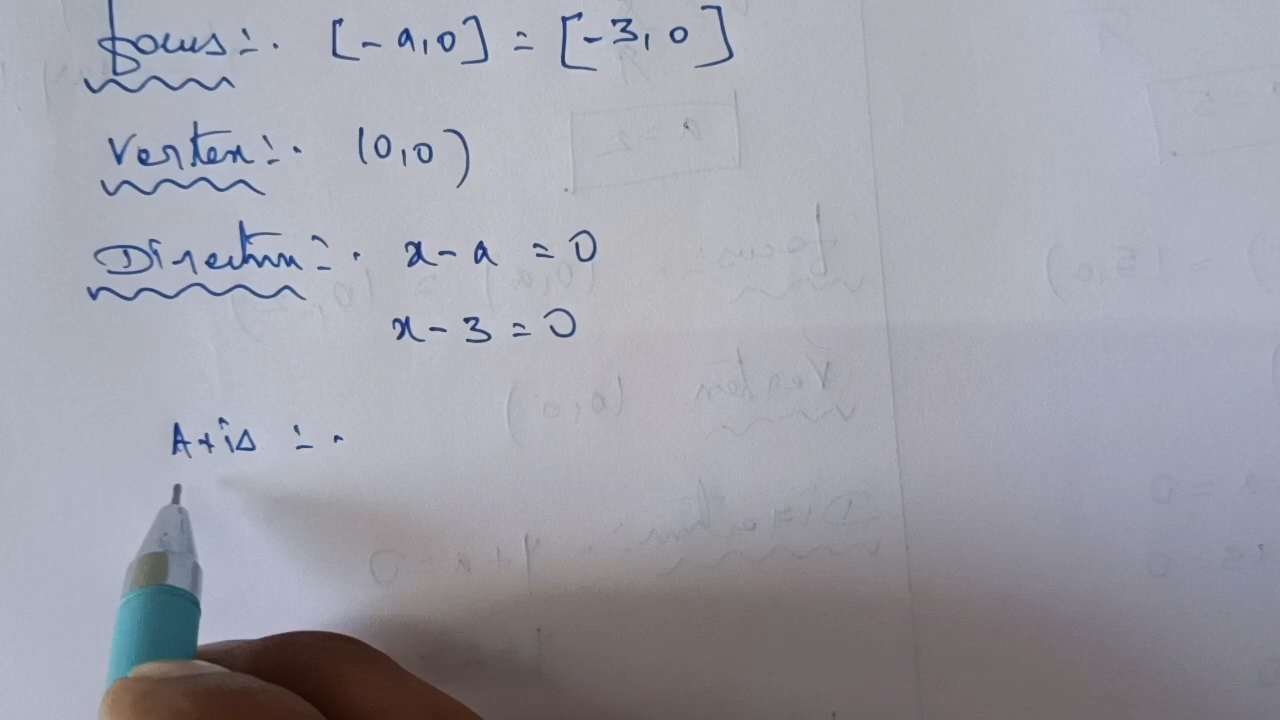 focus:- [-a,0] = [-3,0]
Vertex:- (0,0)
Directrix:- x-a = 0
x-3 = 0
Axis :-